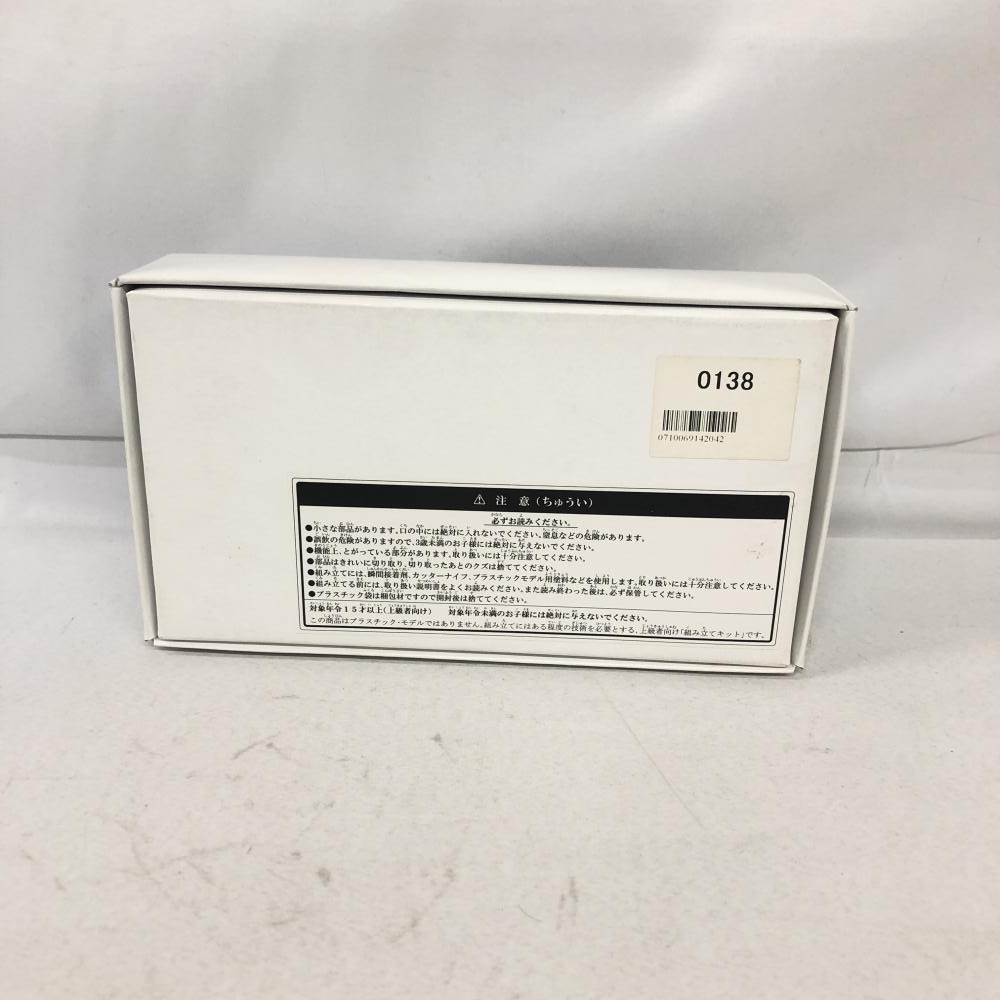 0138
0710069142042
⚠ 注 意 (ちゅうい)
必ずお読みください。
●小さな部品があります。口の中には絶対に入れないでください。窒息などの危険があります。
●誤飲の危険がありますので、3歳未満のお子様には絶対に与えないでください。
●機能上、とがっている部分があります。取り扱いには十分注意してください。
●部品はきれいに切り取り、切り取ったあとのクズは捨ててください。
●組み立てには、瞬間接着剤、カッターナイフ、プラスチックモデル用塗料などを使用します。取り扱いには十分注意してください。
●組み立てる前には、取り扱い説明書をよくお読みください。また読み終わった後は、必ず保管してください。
●プラスチック袋は梱包材ですので開封後は捨ててください。
対象年令15才以上(上級者向け) 対象年令未満のお子様には絶対に与えないでください。
この商品はプラスチック・モデルではありません。組み立てにはある程度の技術を必要とする、上級者向け「組み立てキット」です。